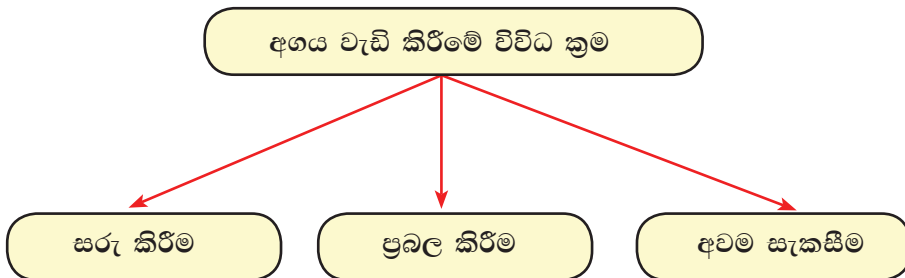 අගය වැඩි කිරීමේ විවිධ ක්‍රම
සරු කිරීම
ප්‍රබල කිරීම
අවම සැකසීම